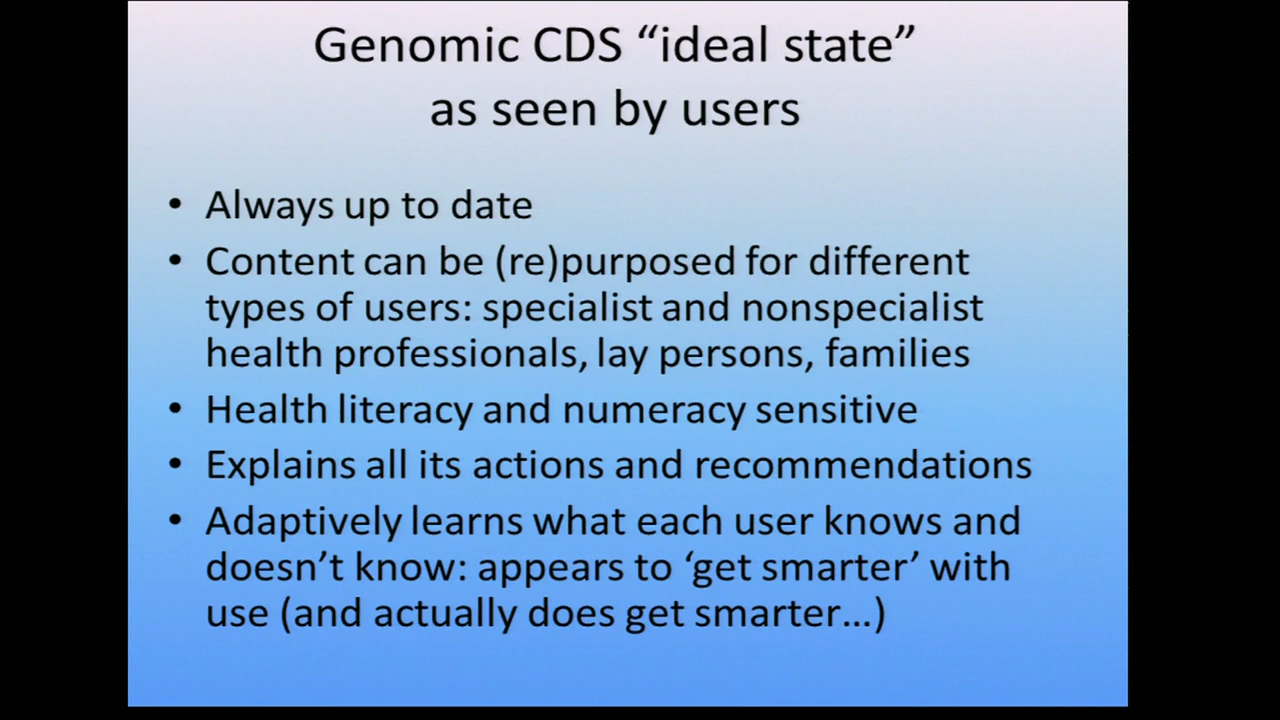 Genomic CDS “ideal state”
as seen by users
• Always up to date
• Content can be (re)purposed for different
types of users: specialist and nonspecialist
health professionals, lay persons, families
• Health literacy and numeracy sensitive
• Explains all its actions and recommendations
• Adaptively learns what each user knows and
doesn’t know: appears to ‘get smarter’ with
use (and actually does get smarter…)